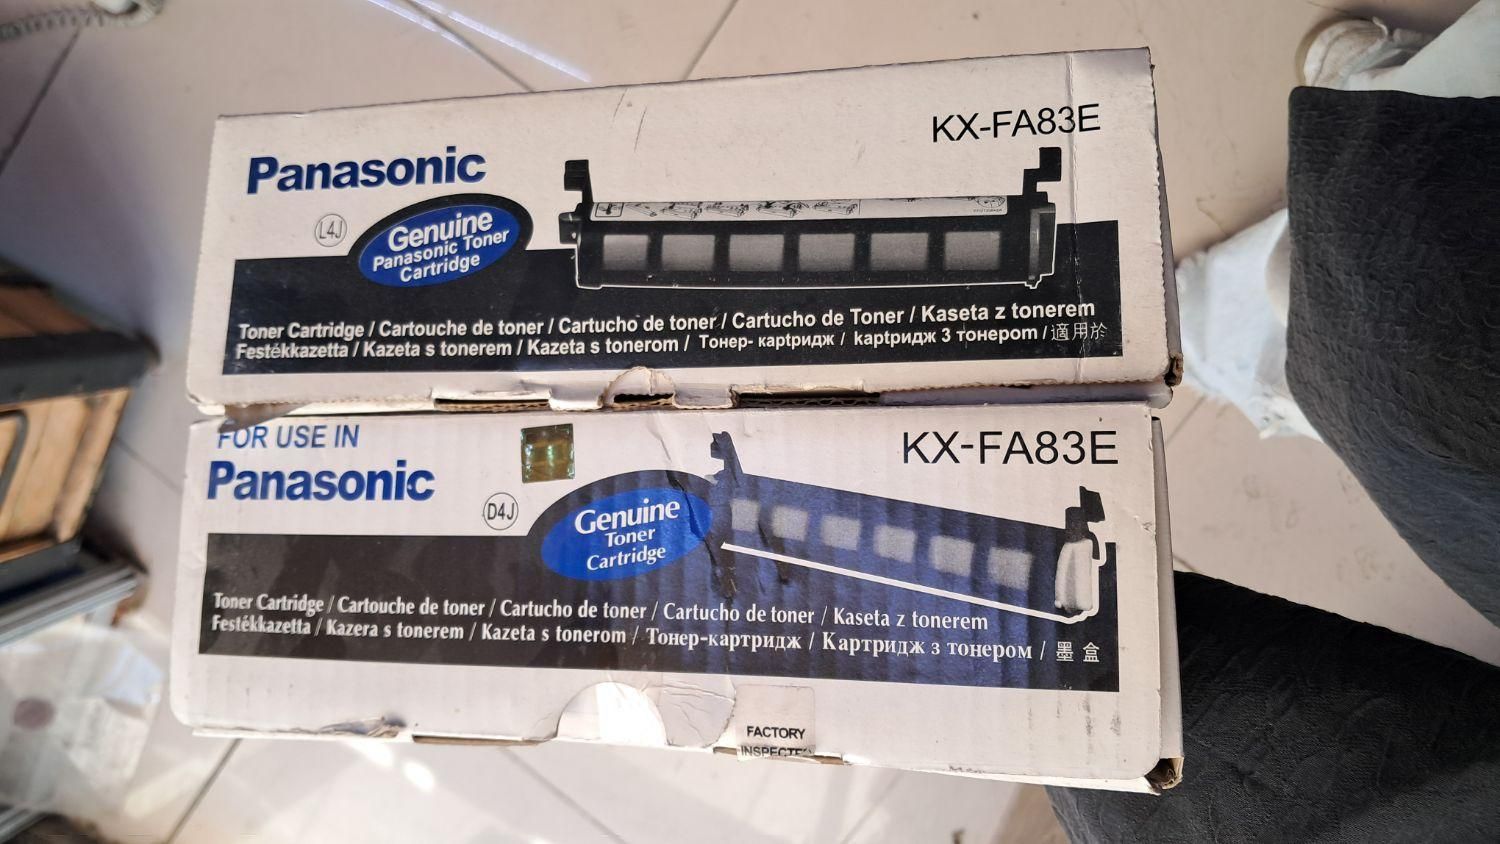 KX-FA83E
Panasonic
L4J
Genuine
Panasonic Toner
Cartridge
Toner Cartridge / Cartouche de toner / Cartucho de toner / Cartucho de Toner / Kaseta z tonerem
Festékkazetta / Kazeta s tonerem / Kazeta s tonerom / Тонер- картридж / картридж 3 тонером / 適用於
FOR USE IN
Panasonic
KX-FA83E
D4J
Genuine
Toner
Cartridge
Toner Cartridge / Cartouche de toner / Cartucho de toner / Cartucho de toner / Kaseta z tonerem
Festékkazetta / Kazera s tonerem / Kazeta s tonerom / Тонер-картридж / Картридж з тонером / 墨盒
FACTORY
INSPECTED